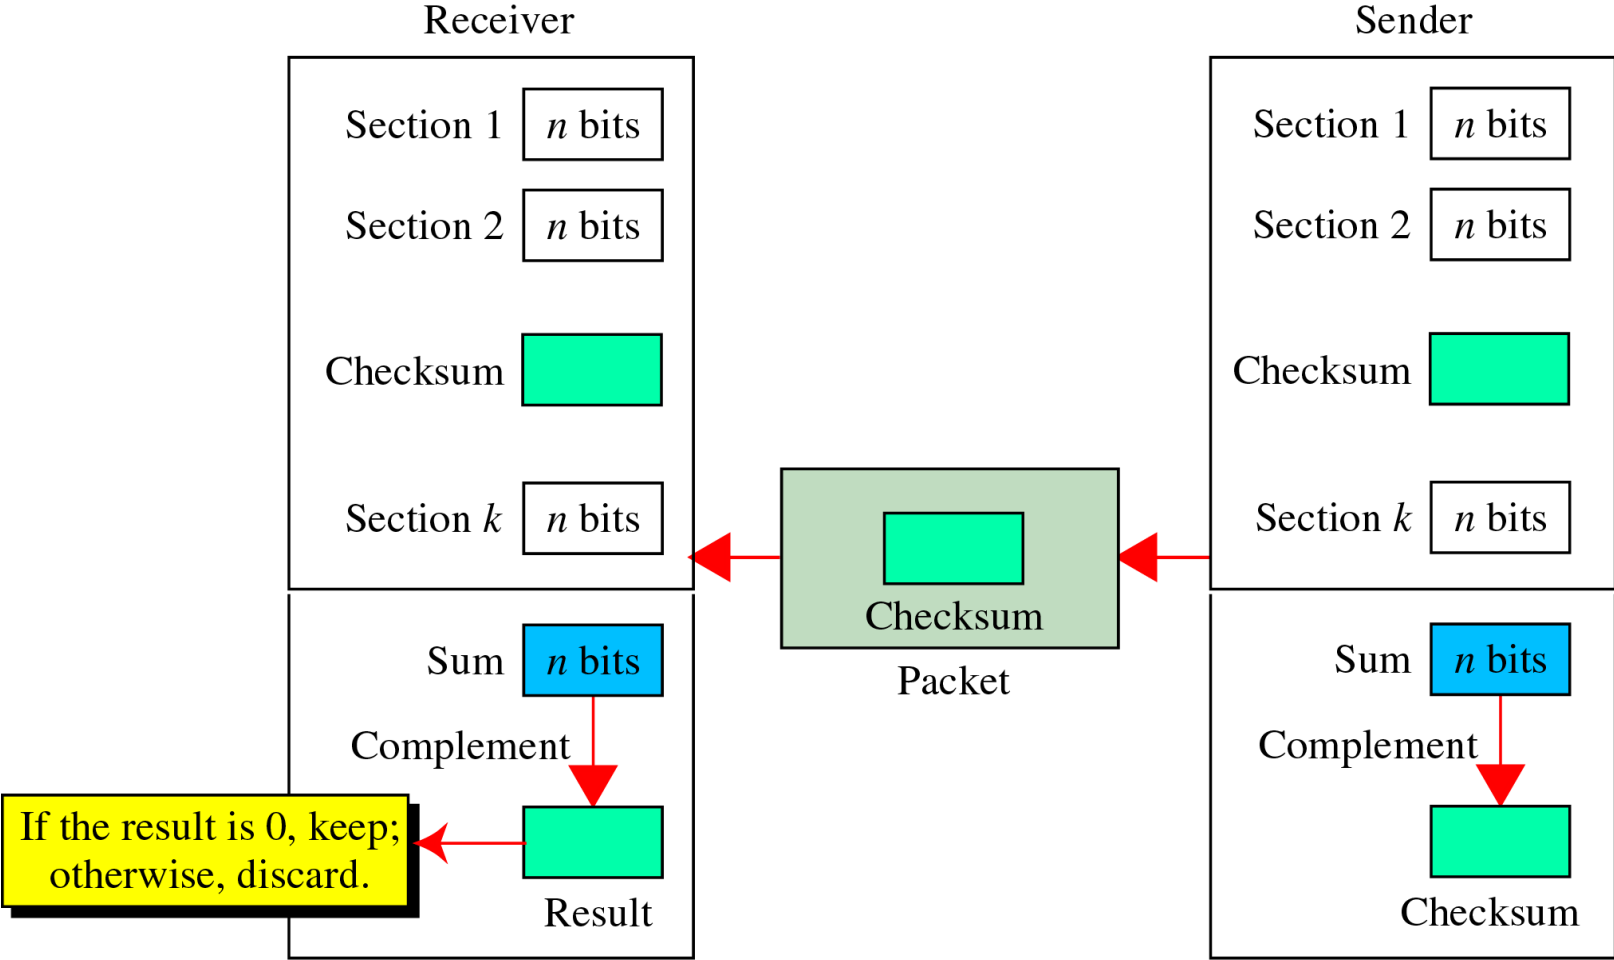 Receiver
Section 1 n bits
Section 2 n bits
Checksum
Section k n bits
Sum n bits
Complement
If the result is 0, keep;
otherwise, discard.
Result
Checksum
Packet
Sender
Section 1 n bits
Section 2 n bits
Checksum
Section k n bits
Sum n bits
Complement
Checksum